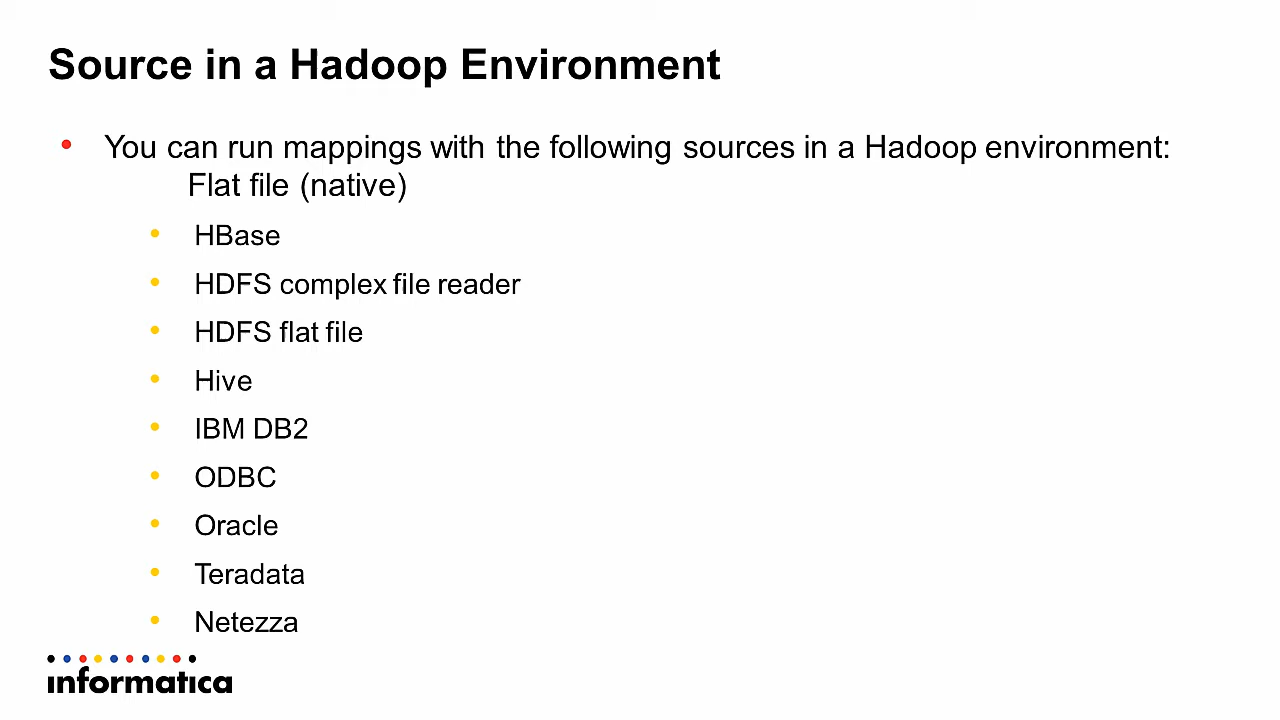 Source in a Hadoop Environment
• You can run mappings with the following sources in a Hadoop environment:
Flat file (native)
• HBase
• HDFS complex file reader
• HDFS flat file
• Hive
• IBM DB2
• ODBC
• Oracle
• Teradata
• Netezza
informatica